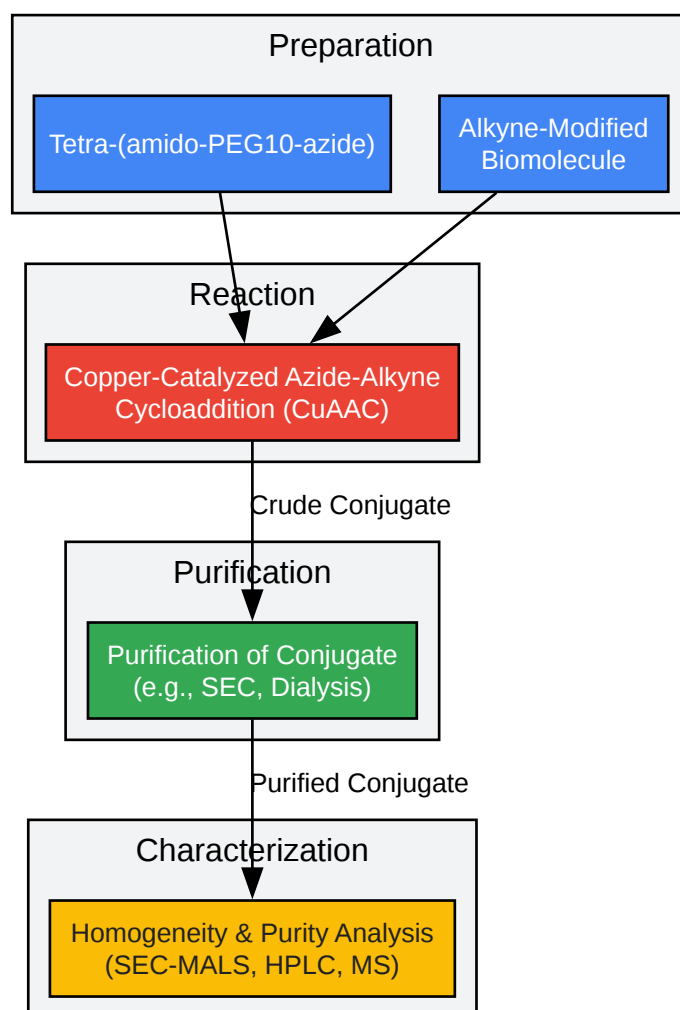 Preparation
Tetra-(amido-PEG10-azide)
Alkyne-Modified
Biomolecule
Reaction
Copper-Catalyzed Azide-Alkyne
Cycloaddition (CuAAC)
Crude Conjugate
Purification
Purification of Conjugate
(e.g., SEC, Dialysis)
Purified Conjugate
Characterization
Homogeneity & Purity Analysis
(SEC-MALS, HPLC, MS)